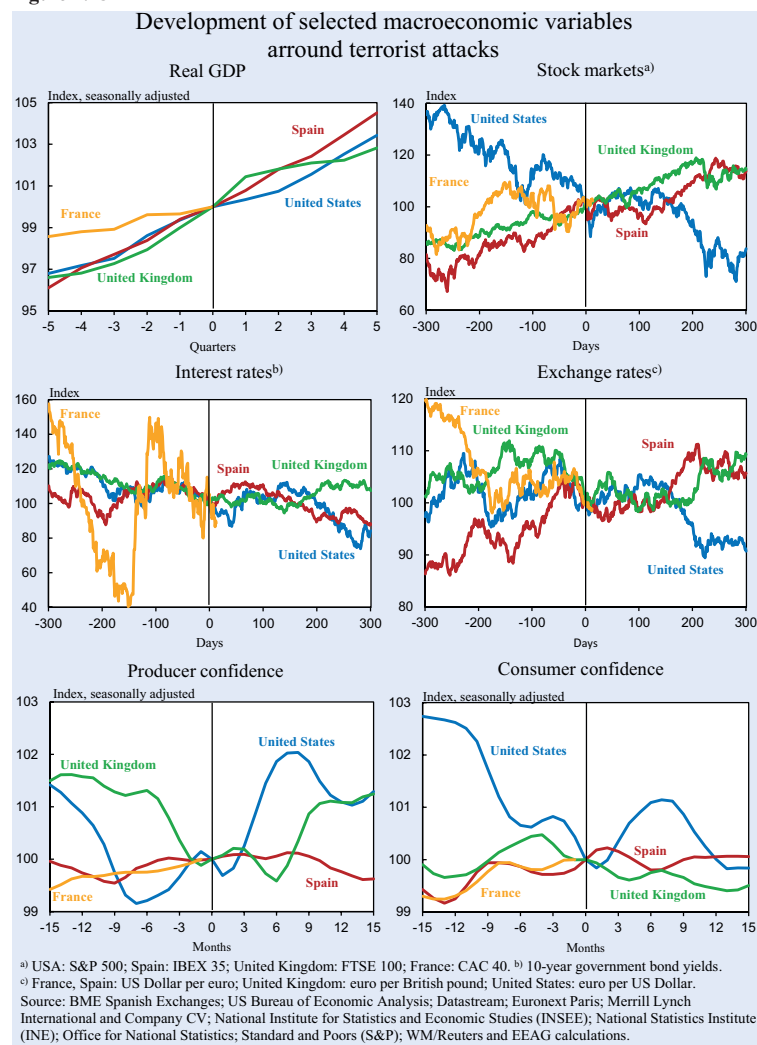 Development of selected macroeconomic variables
arround terrorist attacks
Real GDP
Index, seasonally adjusted
105
103
101
99
97
95
Spain
France
United States
United Kingdom
-5 -4 -3 -2 -1 0 1 2 3 4 5
Quarters
Stock markets a)
Index
140
120
100
80
60
United States
United Kingdom
France
Spain
-300 -200 -100 0 100 200 300
Days
Interest rates b)
Index
160
140
120
100
80
60
40
France
Spain
United Kingdom
United States
-300 -200 -100 0 100 200 300
Days
Exchange rates c)
Index
120
110
100
90
80
France
United Kingdom
Spain
United States
-300 -200 -100 0 100 200 300
Days
Producer confidence
Index, seasonally adjusted
103
102
101
100
99
United States
United Kingdom
France
Spain
-15 -12 -9 -6 -3 0 3 6 9 12 15
Months
Consumer confidence
Index, seasonally adjusted
103
102
101
100
99
United States
Spain
France
United Kingdom
-15 -12 -9 -6 -3 0 3 6 9 12 15
Months
a) USA: S&P 500; Spain: IBEX 35; United Kingdom: FTSE 100; France: CAC 40. b) 10-year government bond yields.
c) France, Spain: US Dollar per euro; United Kingdom: euro per British pound; United States: euro per US Dollar.
Source: BME Spanish Exchanges; US Bureau of Economic Analysis; Datastream; Euronext Paris; Merrill Lynch
International and Company CV; National Institute for Statistics and Economic Studies (INSEE); National Statistics Institute
(INE); Office for National Statistics; Standard and Poors (S&P); WM/Reuters and EEAG calculations.